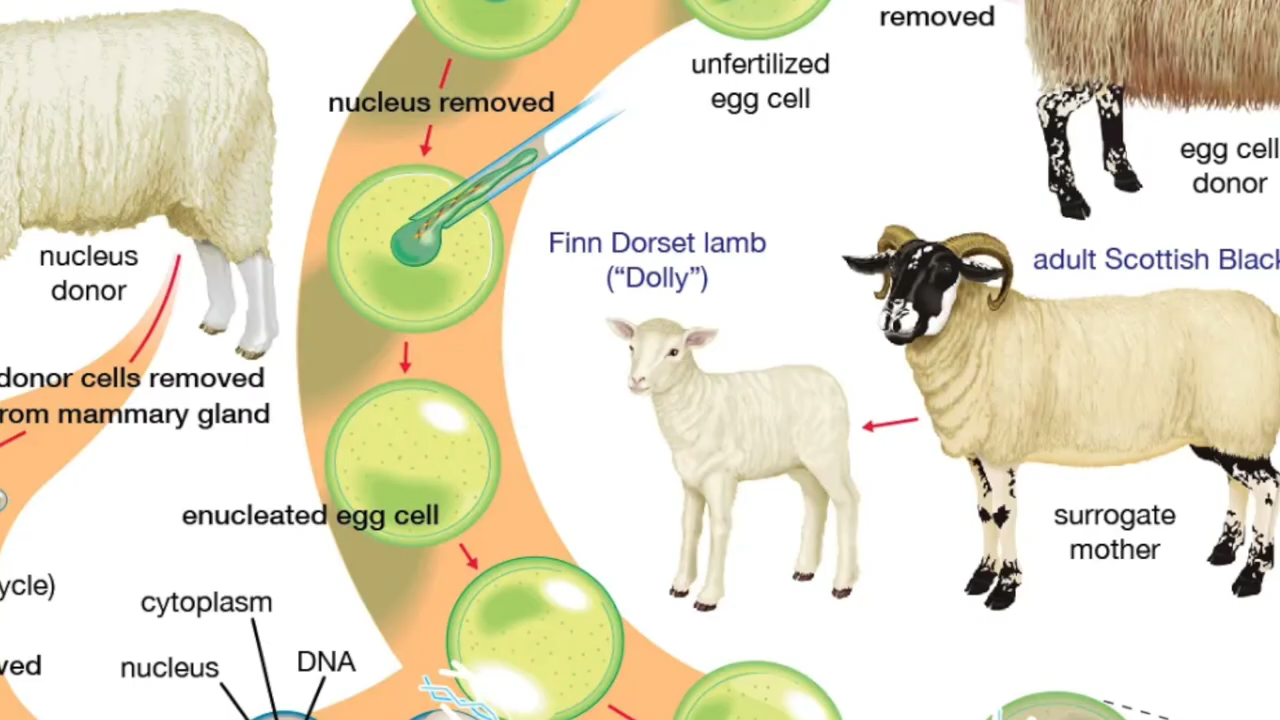 removed
unfertilized
egg cell
nucleus removed
egg cell
donor
nucleus
donor
Finn Dorset lamb
(“Dolly”)
adult Scottish Black
donor cells removed
rom mammary gland
enucleated egg cell
surrogate
mother
ycle)
cytoplasm
ved
nucleus
DNA